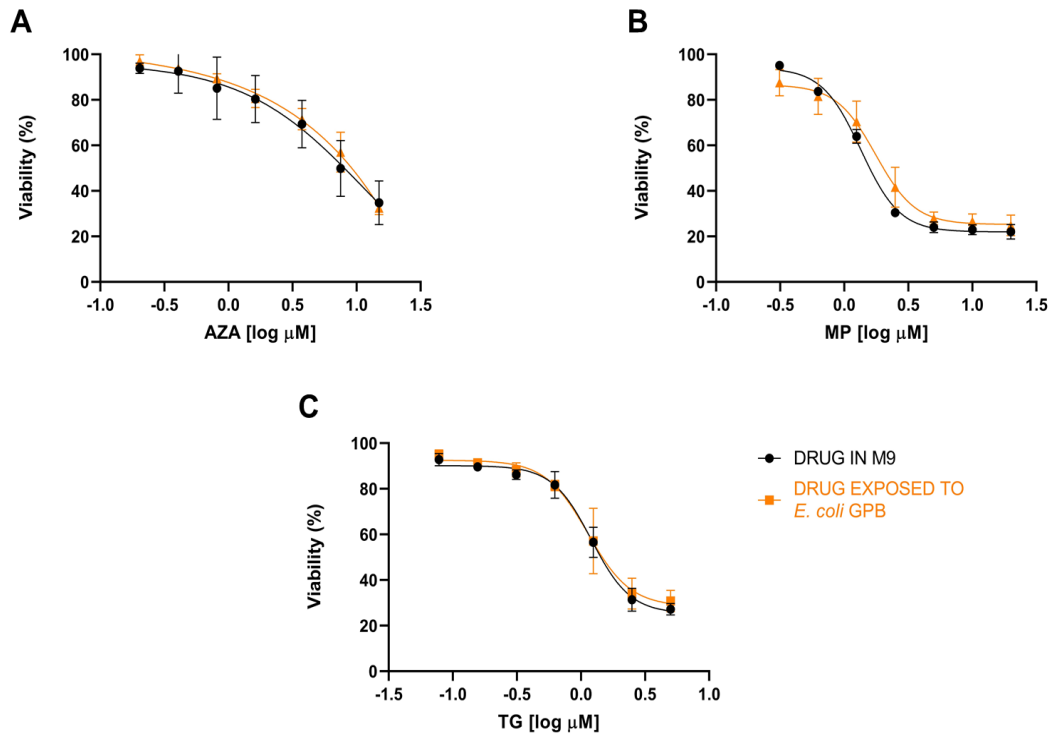 A
Viability (%)
100
80
60
40
20
0
-1.0 -0.5 0.0 0.5 1.0 1.5
AZA [log μM]
B
Viability (%)
100
80
60
40
20
0
-1.0 -0.5 0.0 0.5 1.0 1.5
MP [log μM]
C
Viability (%)
100
80
60
40
20
0
-1.5 -1.0 -0.5 0.0 0.5 1.0
TG [log μM]
DRUG IN M9
DRUG EXPOSED TO
E. coli GPB